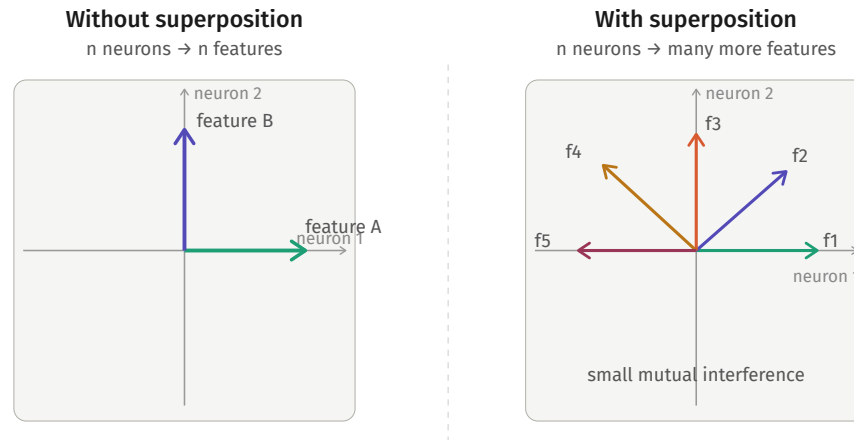 Without superposition
n neurons → n features
neuron 2
feature B
feature A
neuron 1
With superposition
n neurons → many more features
neuron 2
f3
f4
f2
f5
f1
neuron
small mutual interference